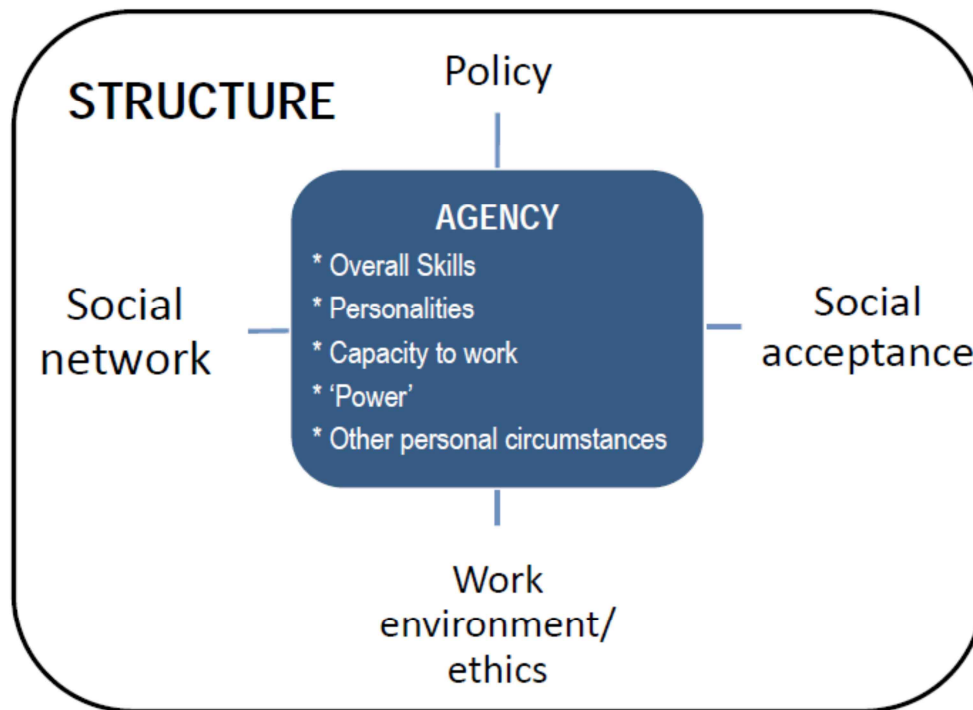 STRUCTURE
Policy
AGENCY
* Overall Skills
* Personalities
* Capacity to work
* ‘Power’
* Other personal circumstances
Social
network
Social
acceptance
Work
environment/
ethics